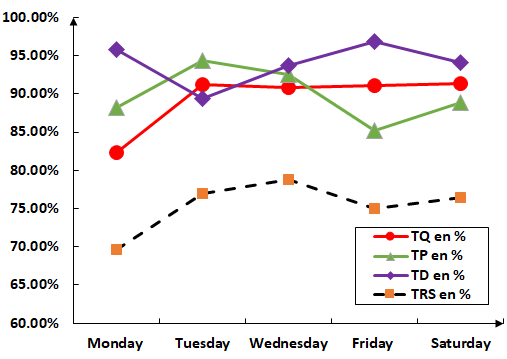 100.00%
95.00%
90.00%
85.00%
80.00%
75.00%
70.00%
65.00%
60.00%
TQ en %
TP en %
TD en %
TRS en %
Monday Tuesday Wednesday Friday Saturday